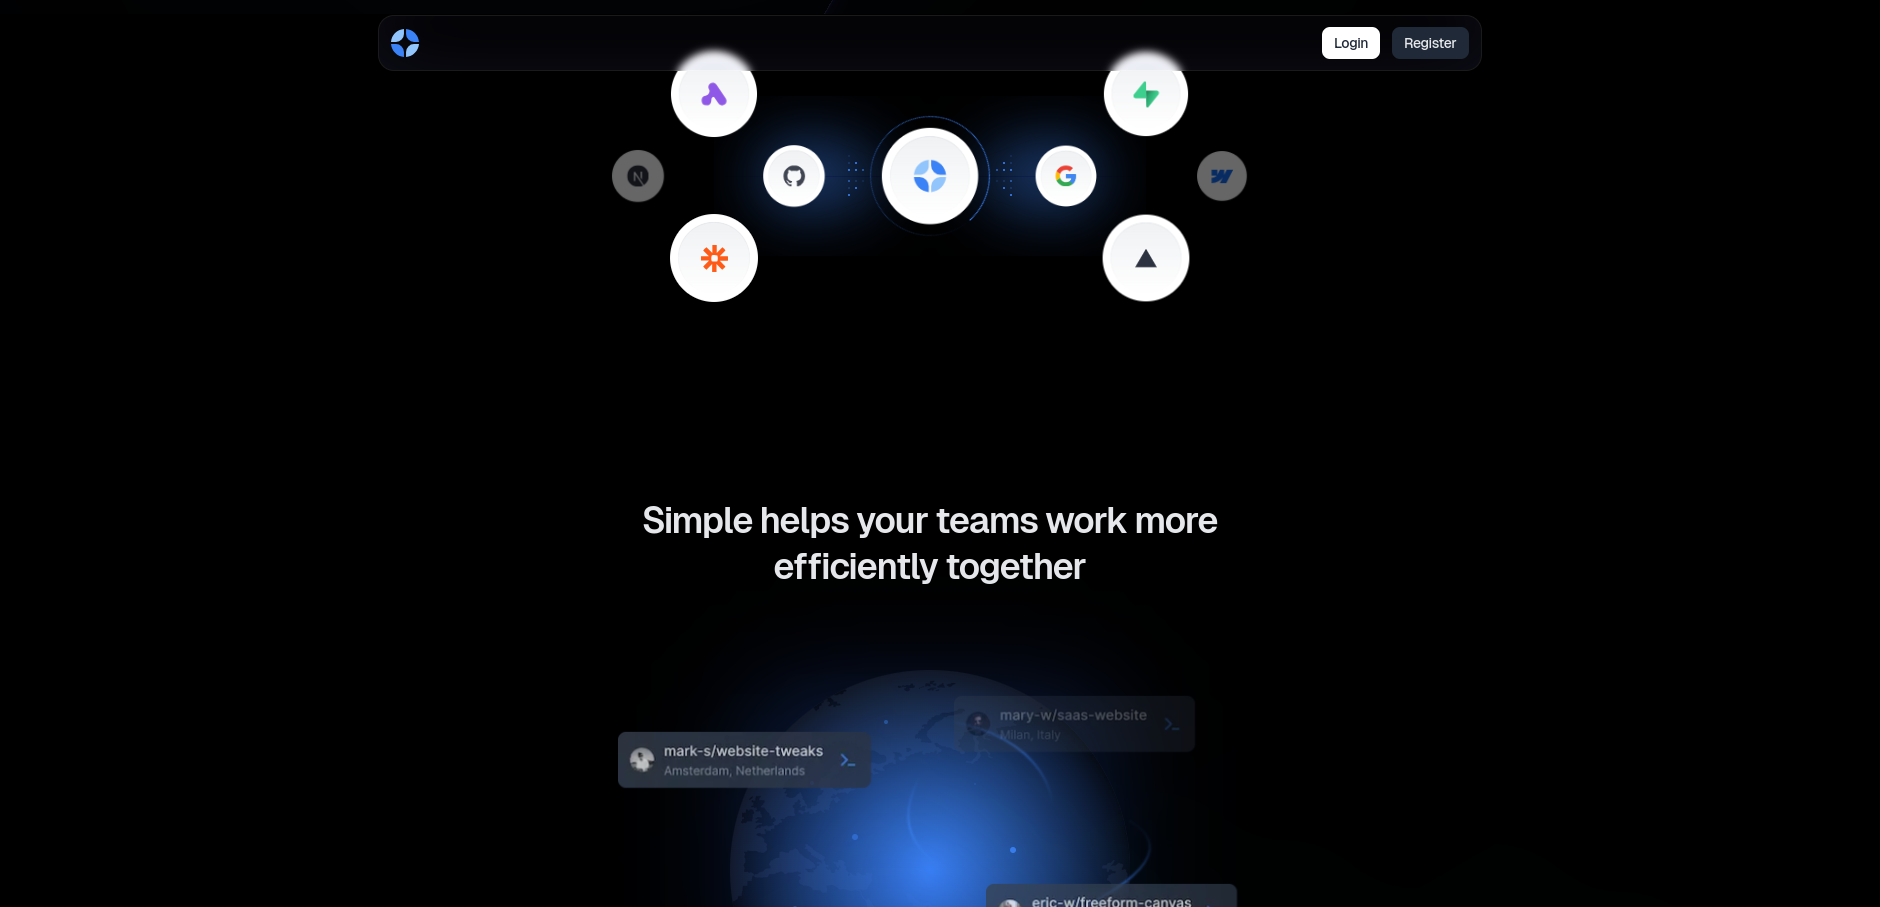 Login
Register
Simple helps your teams work more
efficiently together
mary-w/saas-website
Milan, Italy
mark-s/website-tweaks
Amsterdam, Netherlands
eric-w/freeform-canvas